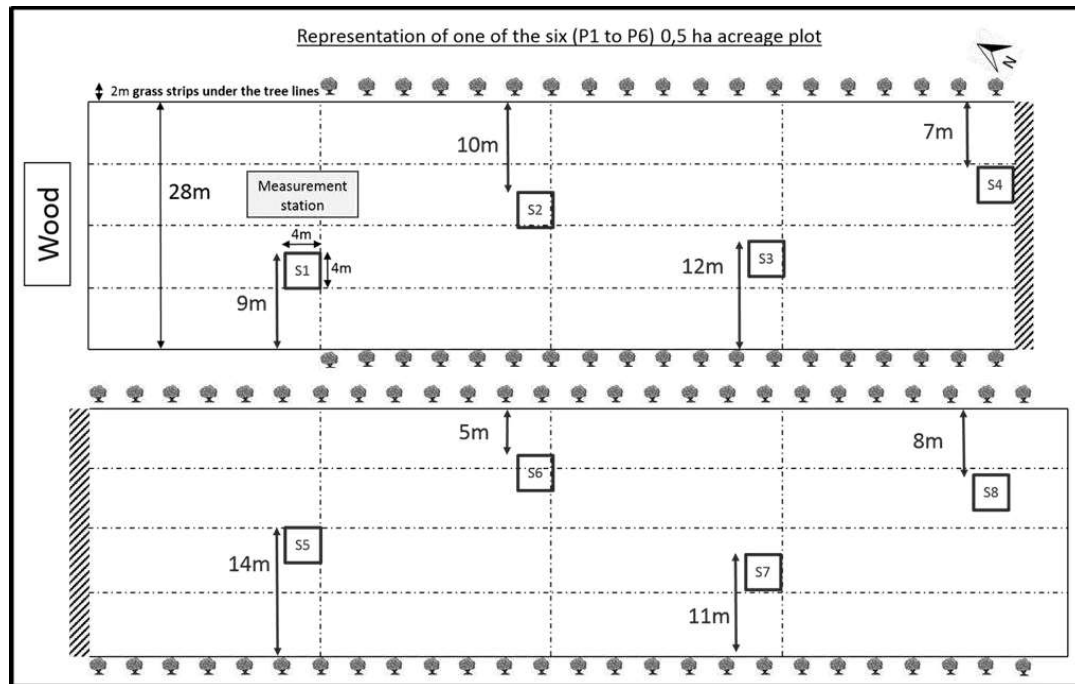 Representation of one of the six (P1 to P6) 0,5 ha acreage plot
N
2m grass strips under the tree lines
Wood
28m
10m
7m
Measurement
station
S4
S2
4m
S1
4m
S3
12m
9m
5m
8m
S6
S8
S5
14m
S7
11m